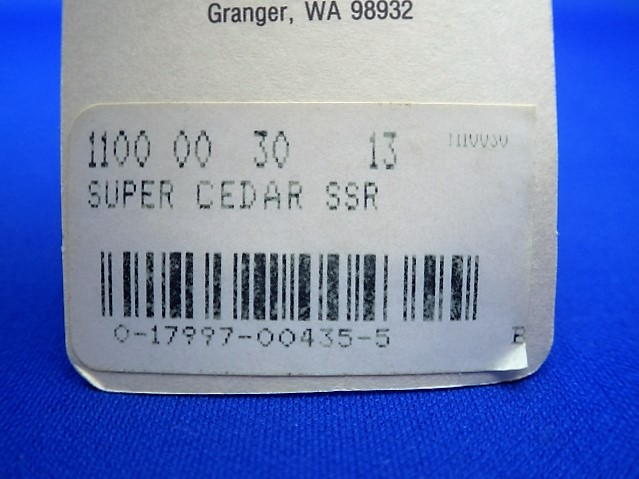 Granger, WA 98932
1100 00 30 13
SUPER CEDAR SSR
0-17997-00435-5